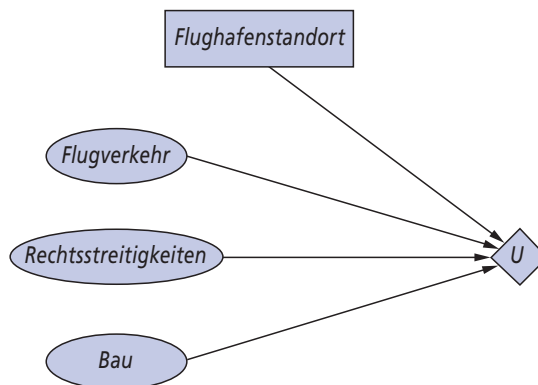 Flughafenstandort
Flugverkehr
Rechtsstreitigkeiten
U
Bau